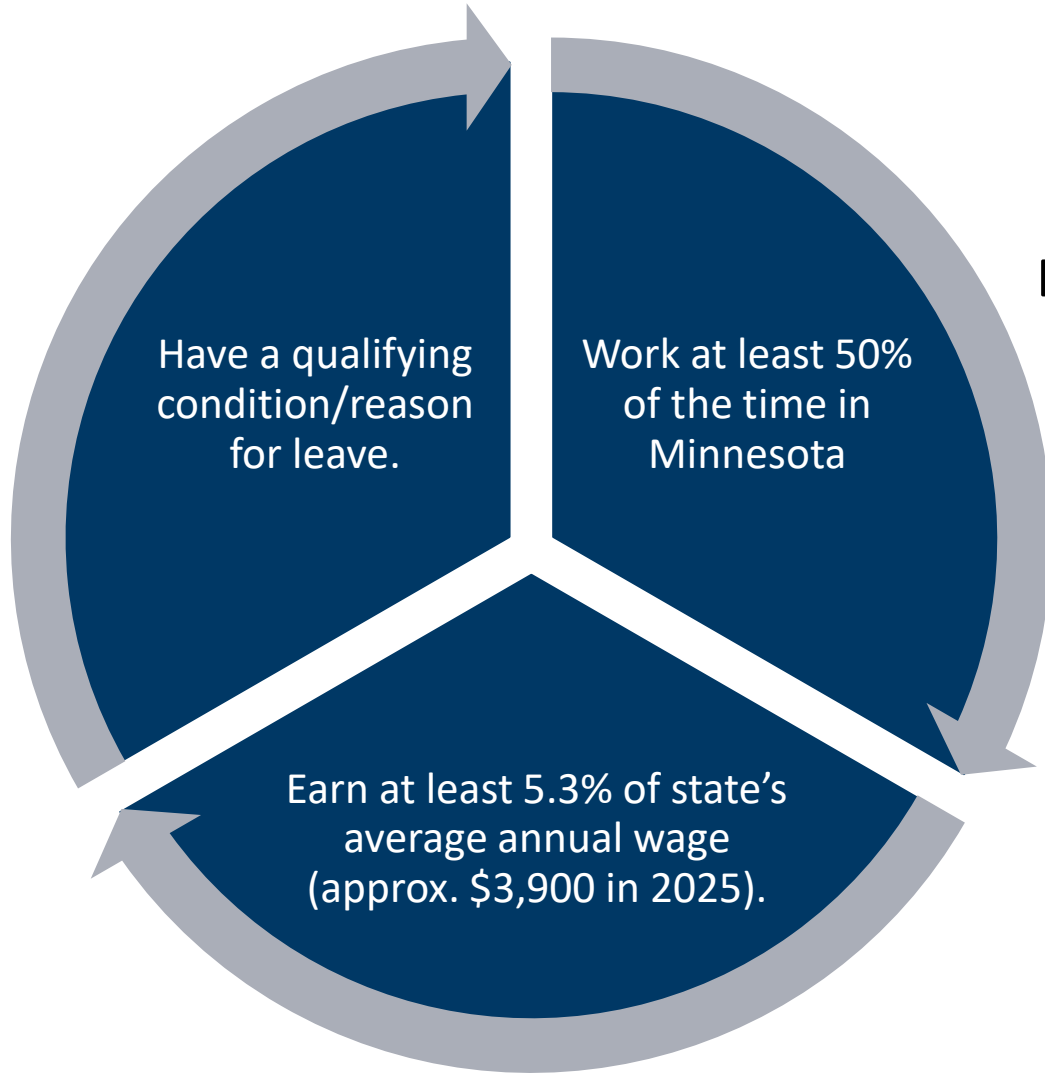 Have a qualifying
condition/reason
for leave.
Work at least 50%
of the time in
Minnesota
Earn at least 5.3% of state’s
average annual wage
(approx. $3,900 in 2025).